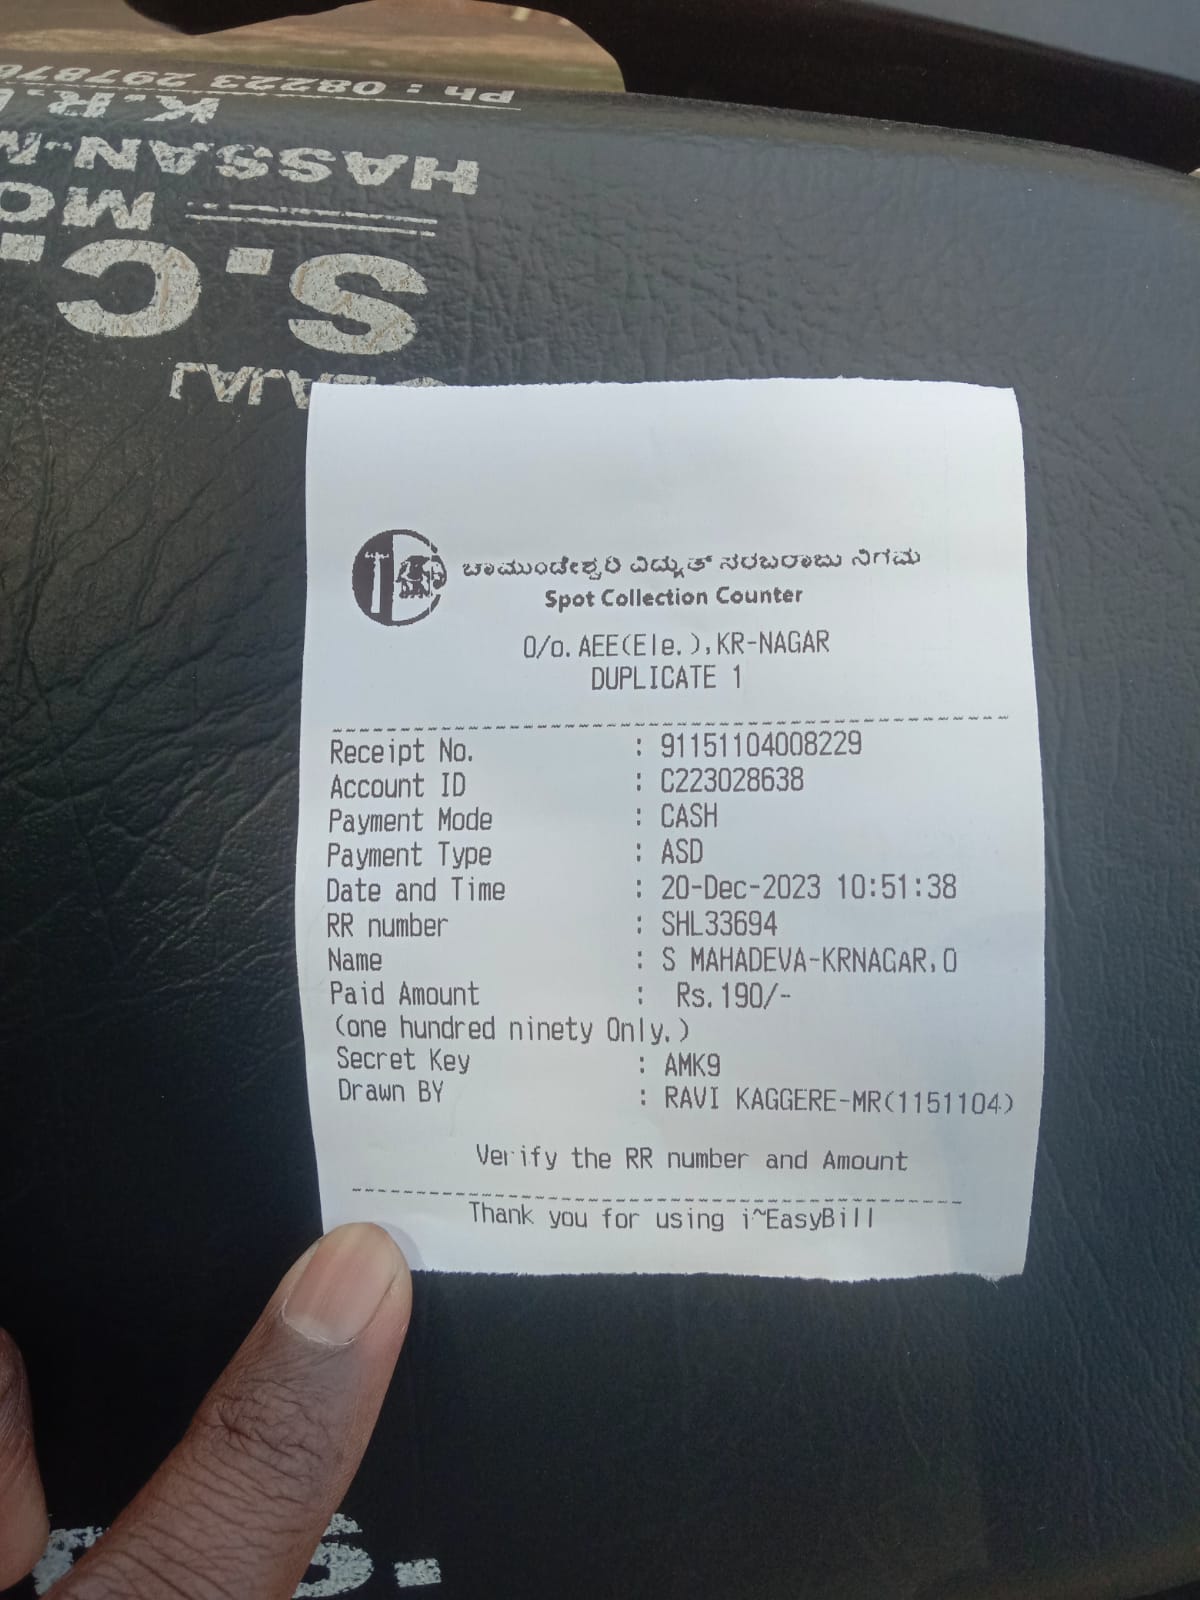 Ph : 08223 29787
K.R.
HASSAN-M
MO
S.C.
BAJAJ
ಚಾಮುಂಡೇಶ್ವರಿ ವಿದ್ಯುತ್ ಸರಬರಾಜು ನಿಗಮ
Spot Collection Counter
O/o.AEE(Ele.),KR-NAGAR
DUPLICATE 1
Receipt No. : 91151104008229
Account ID : C223028638
Payment Mode : CASH
Payment Type : ASD
Date and Time : 20-Dec-2023 10:51:38
RR number : SHL33694
Name : S MAHADEVA-KRNAGAR,O
Paid Amount : Rs.190/-
(one hundred ninety Only.)
Secret Key : AMK9
Drawn BY : RAVI KAGGERE-MR(1151104)
Verify the RR number and Amount
Thank you for using i~EasyBill